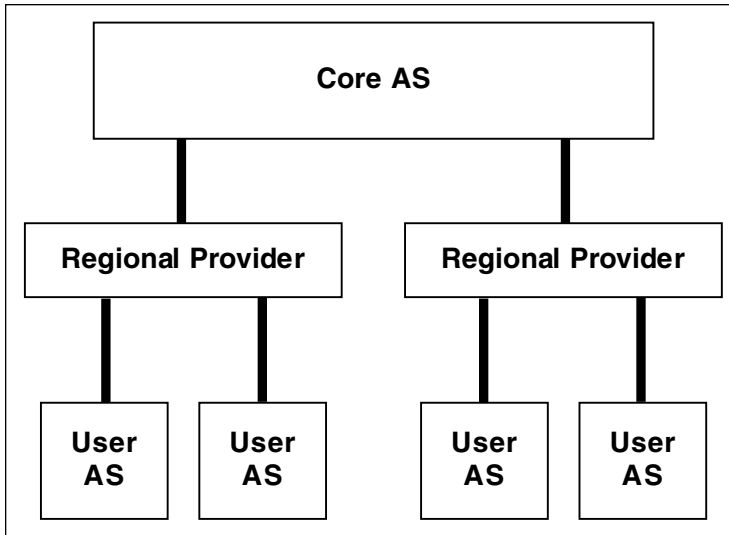 Core AS
Regional Provider
Regional Provider
User
AS
User
AS
User
AS
User
AS